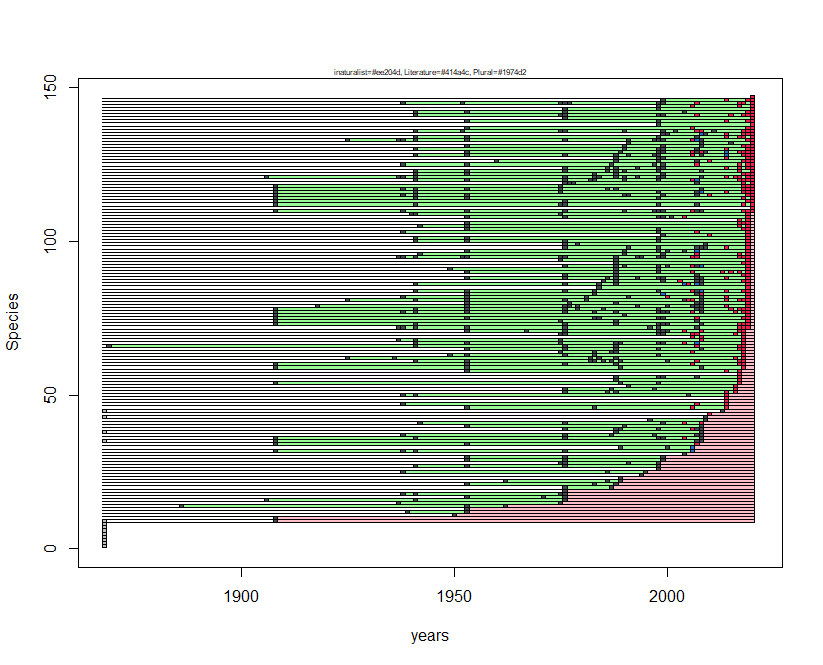 inaturalist=#ee204d, Literature=#414a4c, Plural=#1974d2
150
100
50
0
Species
1900 1950 2000
years